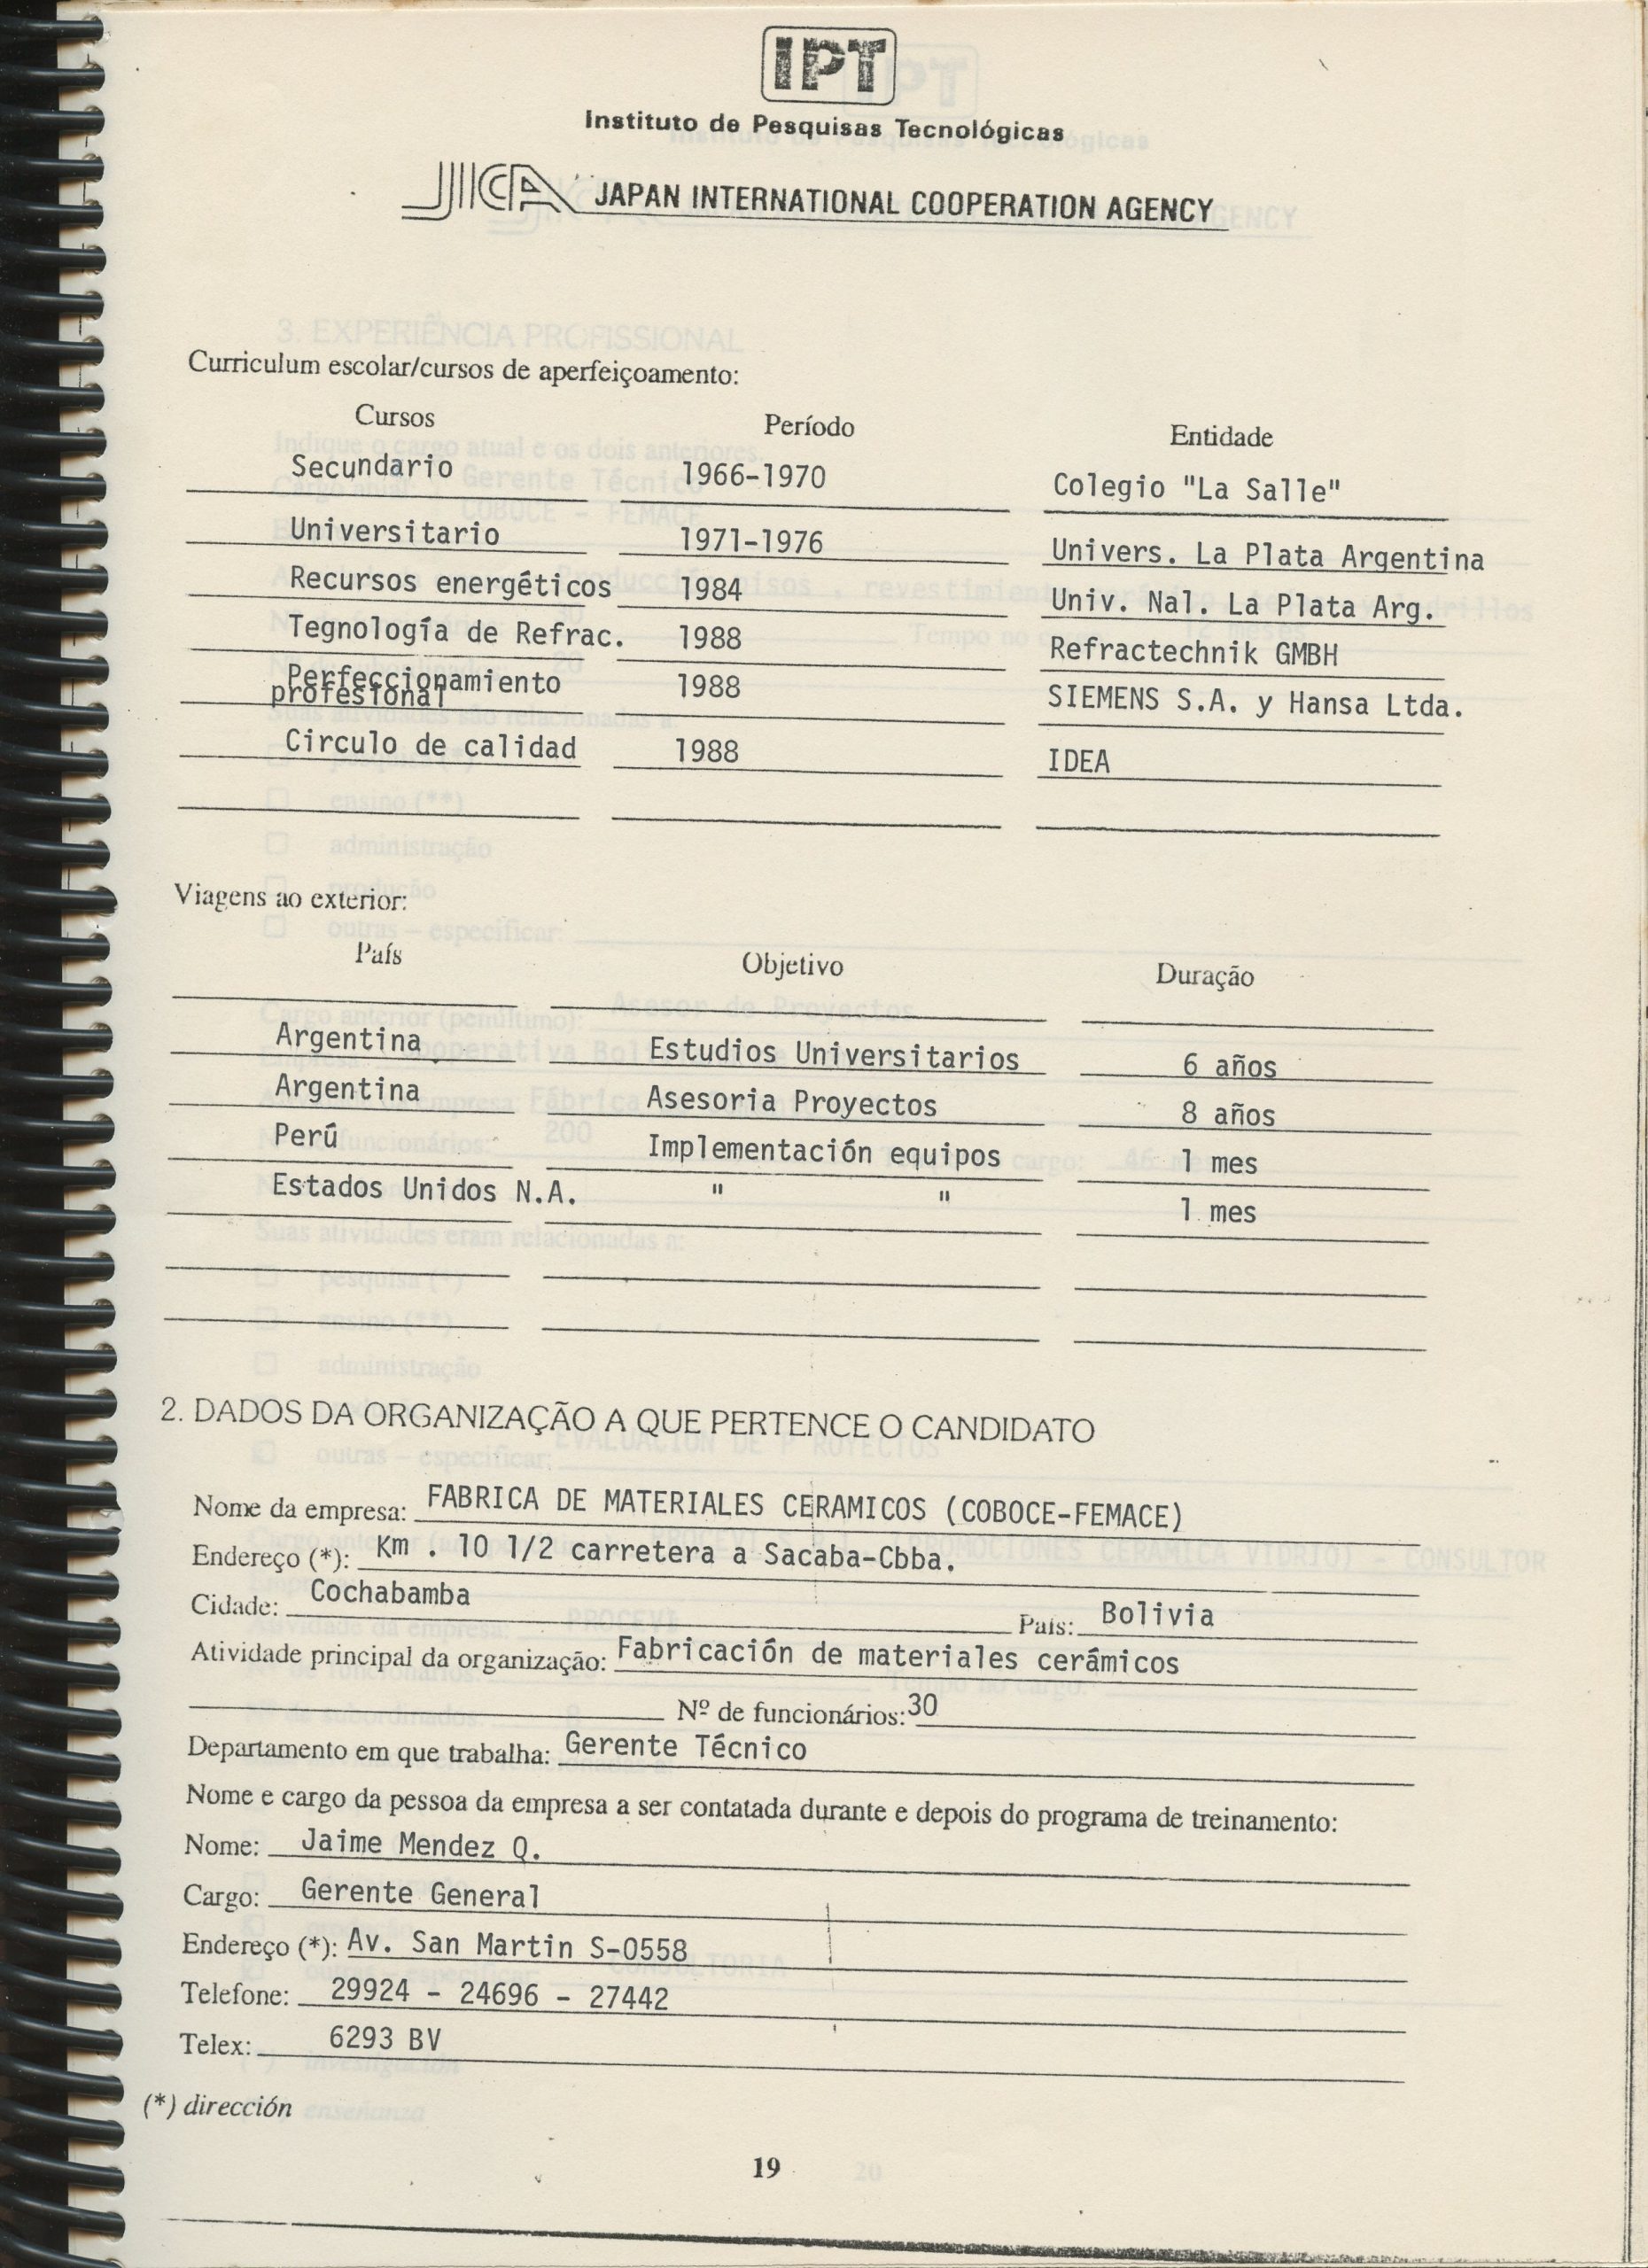 IPT
Instituto de Pesquisas Tecnológicas
JICA JAPAN INTERNATIONAL COOPERATION AGENCY
Curriculum escolar/cursos de aperfeiçoamento:
Cursos Período Entidade
Secundario 1966-1970 Colegio "La Salle"
Universitario 1971-1976 Univers. La Plata Argentina
Recursos energéticos 1984 Univ. Nal. La Plata Arg.
Tegnología de Refrac. 1988 Refractechnik GMBH
Perfeccionamiento 1988 SIEMENS S.A. y Hansa Ltda.
profesional
Circulo de calidad 1988 IDEA
Viagens ao exterior:
País Objetivo Duração
Argentina Estudios Universitarios 6 años
Argentina Asesoria Proyectos 8 años
Perú Implementación equipos 1 mes
Estados Unidos N.A. " " 1 mes
2. DADOS DA ORGANIZAÇÃO A QUE PERTENCE O CANDIDATO
Nome da empresa: FABRICA DE MATERIALES CERAMICOS (COBOCE-FEMACE)
Endereço (*): Km . 10 1/2 carretera a Sacaba-Cbba.
Cidade: Cochabamba País: Bolivia
Atividade principal da organização: Fabricación de materiales cerámicos
Nº de funcionários: 30
Departamento em que trabalha: Gerente Técnico
Nome e cargo da pessoa da empresa a ser contatada durante e depois do programa de treinamento:
Nome: Jaime Mendez Q.
Cargo: Gerente General
Endereço (*): Av. San Martin S-0558
Telefone: 29924 - 24696 - 27442
Telex: 6293 BV
(*) dirección
19